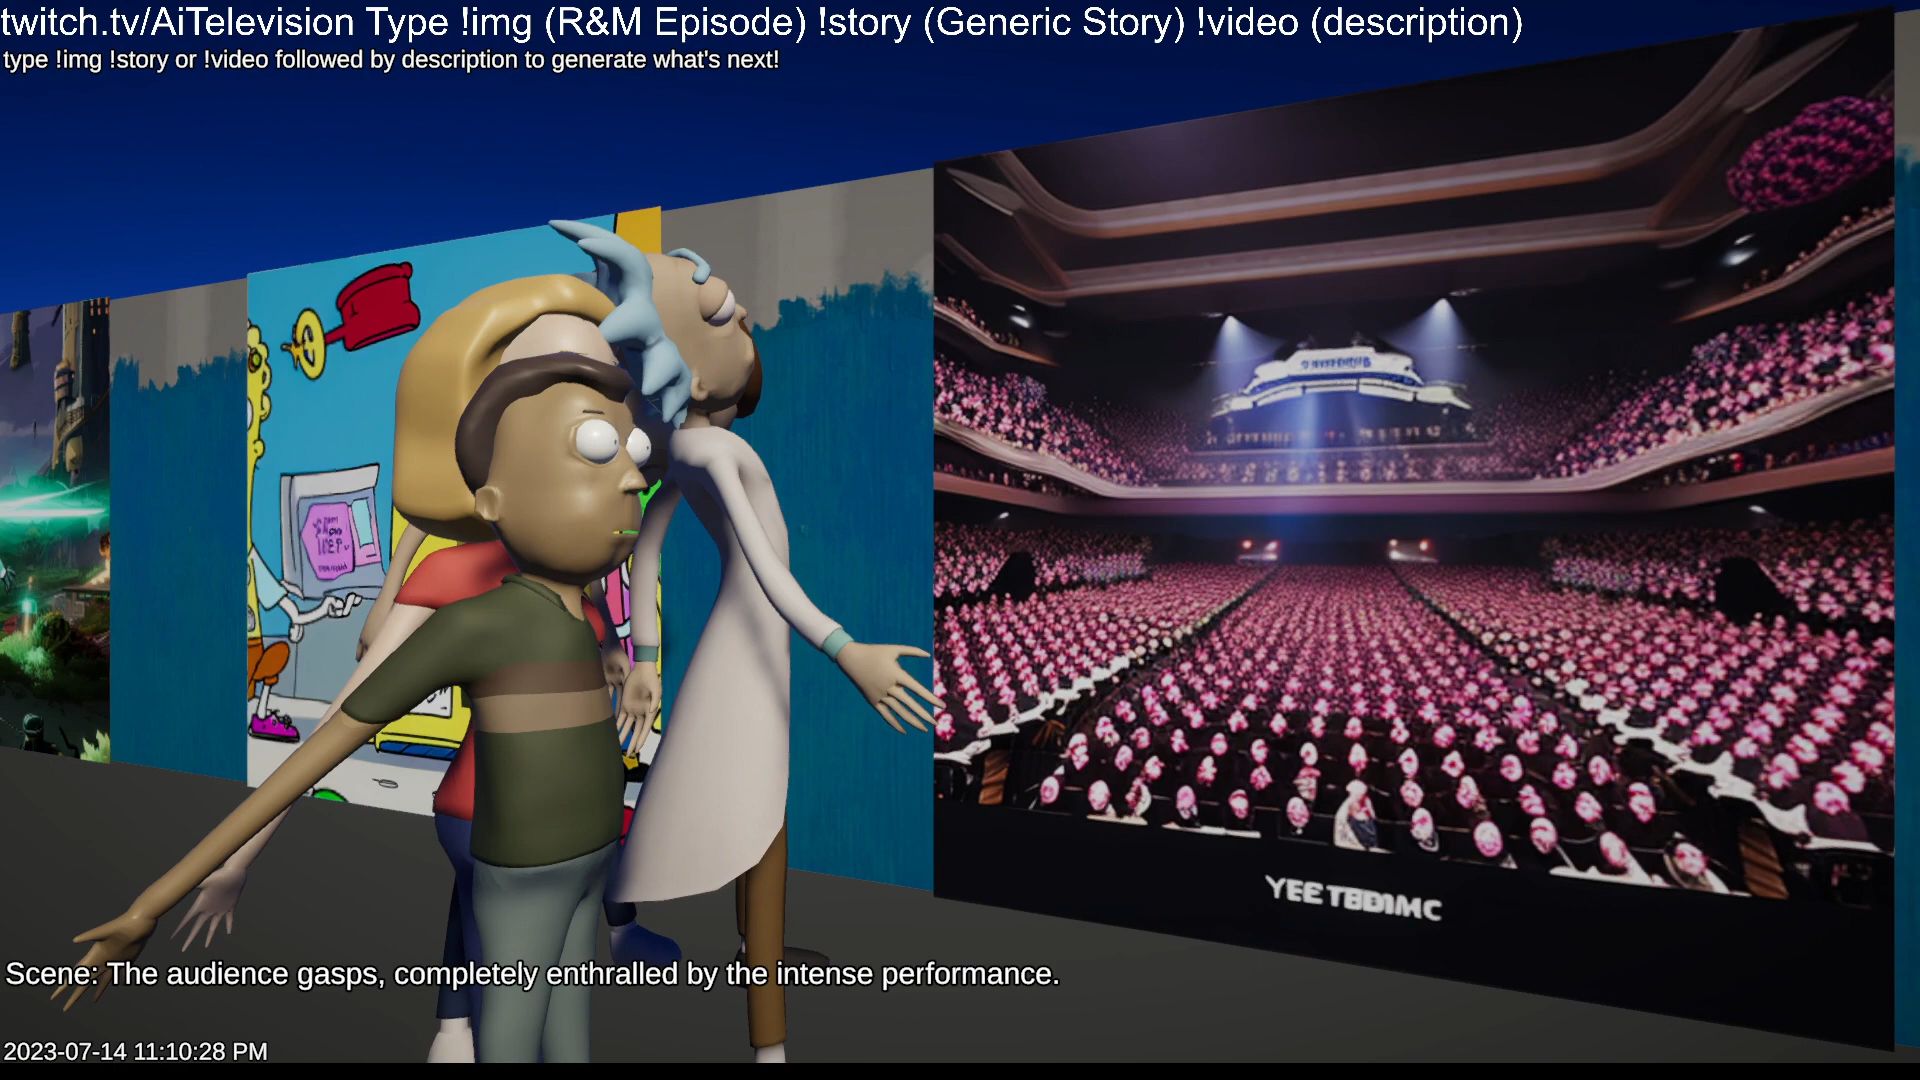 twitch.tv/AiTelevision Type !img (R&M Episode) !story (Generic Story) !video (description)
type !img !story or !video followed by description to generate what's next!
YEE TBDIMC
Scene: The audience gasps, completely enthralled by the intense performance.
2023-07-14 11:10:28 PM